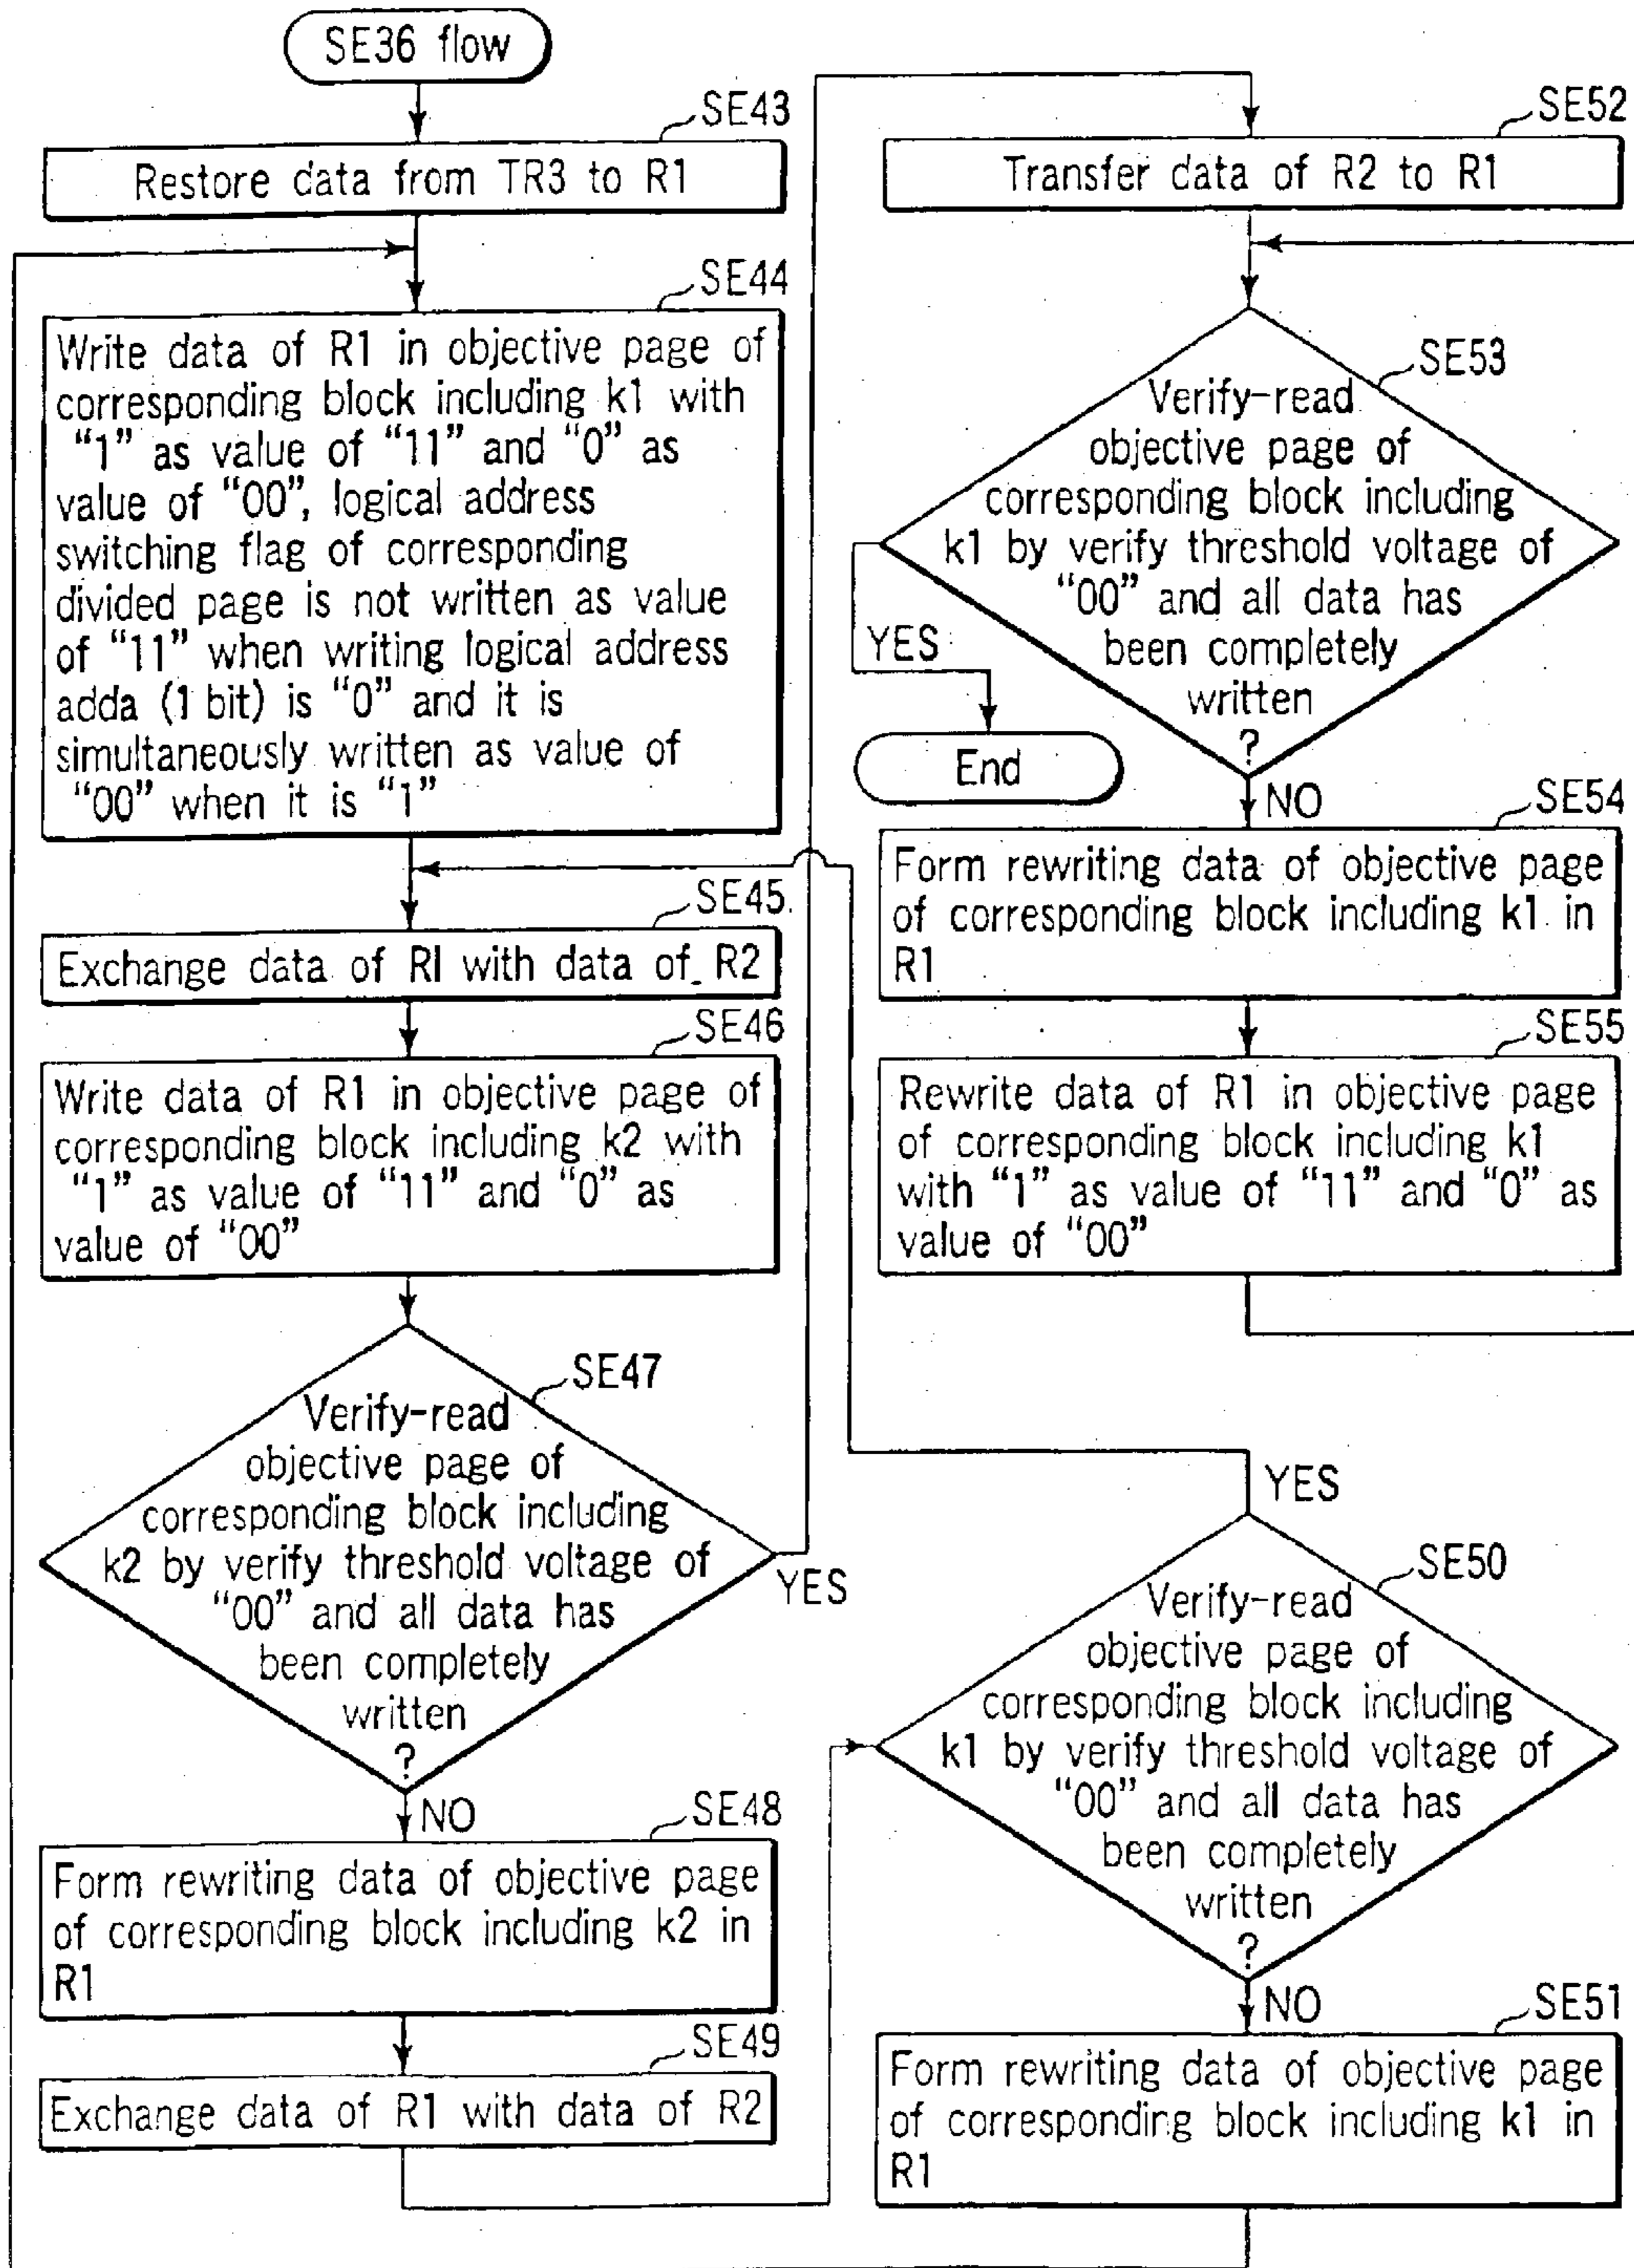 SE36 flow
SE43
Restore data from TR3 to R1
SE44
Write data of R1 in objective page of
corresponding block including k1 with
“1” as value of “11” and “0” as
value of “00”, logical address
switching flag of corresponding
divided page is not written as value
of “11” when writing logical address
adda (1 bit) is “0” and it is
simultaneously written as value of
“00” when it is “1”
SE45
Exchange data of RI with data of R2
SE46
Write data of R1 in objective page of
corresponding block including k2 with
“1” as value of “11” and “0” as
value of “00”
SE47
Verify-read
objective page of
corresponding block including
k2 by verify threshold voltage of
“00” and all data has
been completely
written
?
YES
NO
SE48
Form rewriting data of objective page
of corresponding block including k2 in
R1
SE49
Exchange data of R1 with data of R2
SE52
Transfer data of R2 to R1
SE53
Verify-read
objective page of
corresponding block including
k1 by verify threshold voltage of
“00” and all data has
been completely
written
?
YES
End
NO
SE54
Form rewriting data of objective page
of corresponding block including k1 in
R1
SE55
Rewrite data of R1 in objective page
of corresponding block including k1
with “1” as value of “11” and “0” as
value of “00”
YES
SE50
Verify-read
objective page of
corresponding block including
k1 by verify threshold voltage of
“00” and all data has
been completely
written
?
NO
SE51
Form rewriting data of objective page
of corresponding block including k1 in
R1